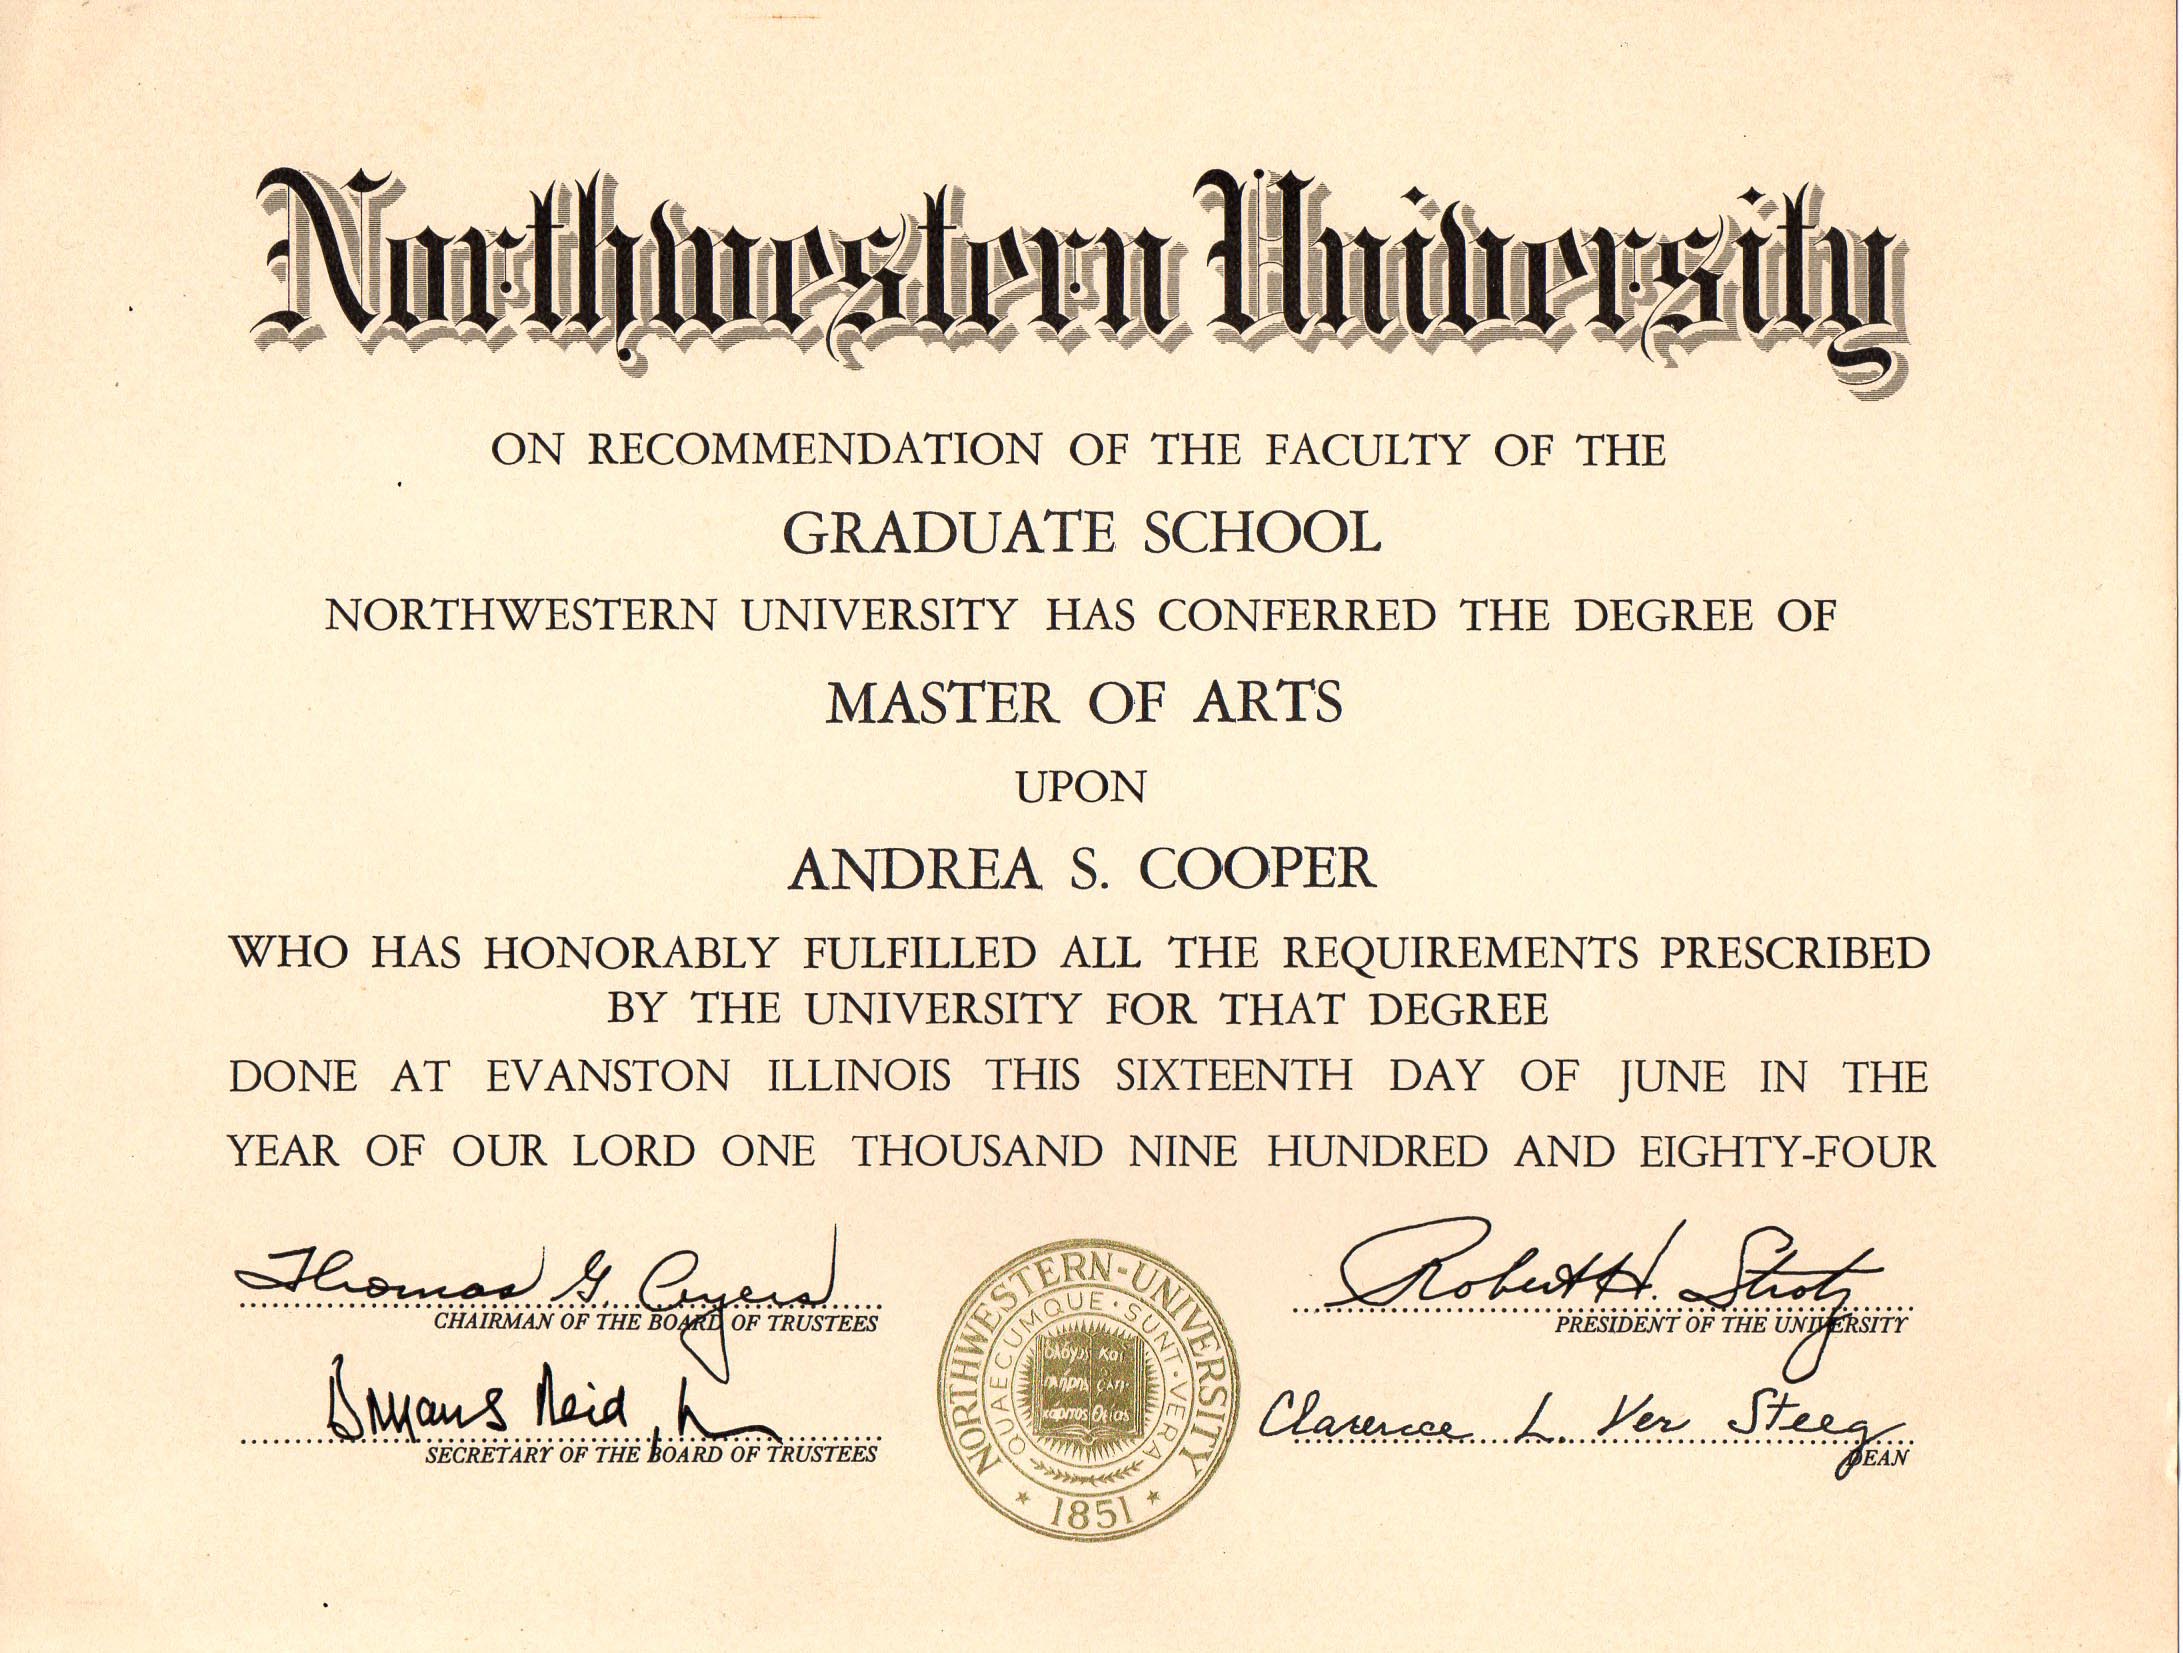 Northwestern University
ON RECOMMENDATION OF THE FACULTY OF THE
GRADUATE SCHOOL
NORTHWESTERN UNIVERSITY HAS CONFERRED THE DEGREE OF
MASTER OF ARTS
UPON
ANDREA S. COOPER
WHO HAS HONORABLY FULFILLED ALL THE REQUIREMENTS PRESCRIBED
BY THE UNIVERSITY FOR THAT DEGREE
DONE AT EVANSTON ILLINOIS THIS SIXTEENTH DAY OF JUNE IN THE
YEAR OF OUR LORD ONE THOUSAND NINE HUNDRED AND EIGHTY-FOUR
Thomas G. Ayers
CHAIRMAN OF THE BOARD OF TRUSTEES
Bryan S Reid, Jr
SECRETARY OF THE BOARD OF TRUSTEES
NORTHWESTERN-UNIVERSITY
QUAECUMQUE·SUNT·VERA
1851
Robert H. Strotz
PRESIDENT OF THE UNIVERSITY
Clarence L. Ver Steeg
DEAN